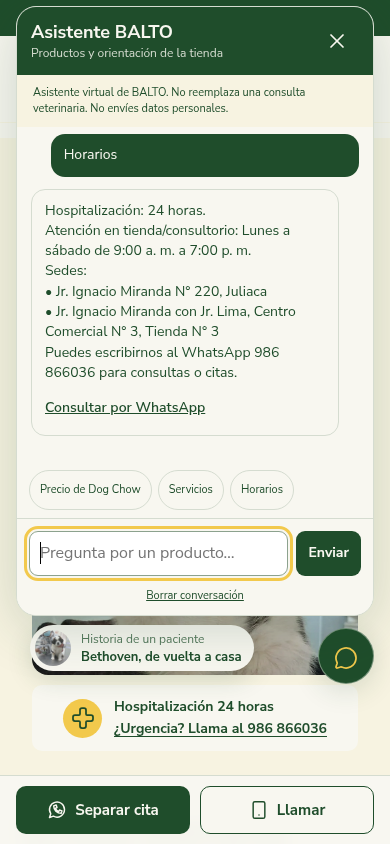 Asistente BALTO
Productos y orientación de la tienda
Asistente virtual de BALTO. No reemplaza una consulta
veterinaria. No envíes datos personales.
Horarios
Hospitalización: 24 horas.
Atención en tienda/consultorio: Lunes a
sábado de 9:00 a. m. a 7:00 p. m.
Sedes:
• Jr. Ignacio Miranda N° 220, Juliaca
• Jr. Ignacio Miranda con Jr. Lima, Centro
Comercial N° 3, Tienda N° 3
Puedes escribirnos al WhatsApp 986
866036 para consultas o citas.
Consultar por WhatsApp
Precio de Dog Chow
Servicios
Horarios
Pregunta por un producto...
Enviar
Borrar conversación
Historia de un paciente
Bethoven, de vuelta a casa
Hospitalización 24 horas
¿Urgencia? Llama al 986 866036
Separar cita
Llamar